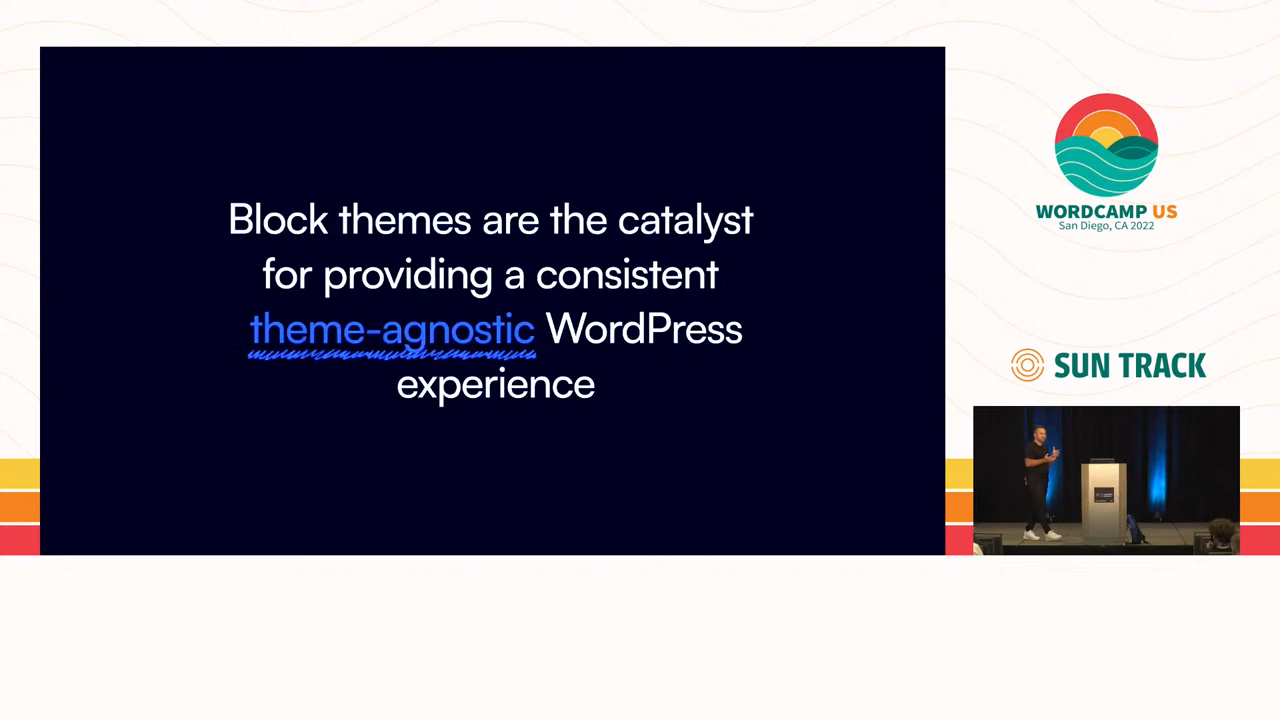 Block themes are the catalyst
for providing a consistent
theme-agnostic WordPress
experience
WORDCAMP US
San Diego, CA 2022
SUN TRACK